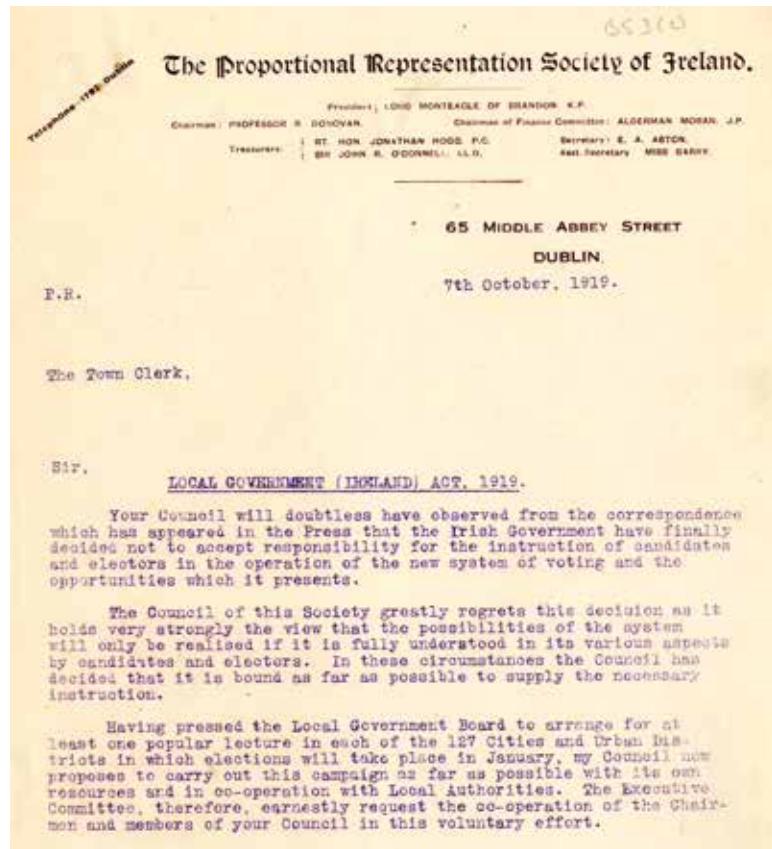 B53(1)
The Proportional Representation Society of Ireland.
Telephone—1792 Dublin
President; LORD MONTEAGLE OF BRANDON K.P.
Chairman: PROFESSOR R. DONOVAN. Chairman of Finance Committee: ALDERMAN MORAN, J.P.
Treasurers: RT. HON. JONATHAN HOGG, P.C. Secretary: E. A. ASTON.
SIR JOHN R. O'DONNELL, LL.D. Asst. Secretary MISS BARRY.
65 MIDDLE ABBEY STREET
DUBLIN.
7th October, 1919.
P.R.
The Town Clerk,
Sir,
LOCAL GOVERNMENT (IRELAND) ACT, 1919.
Your Council will doubtless have observed from the correspondence
which has appeared in the Press that the Irish Government have finally
decided not to accept responsibility for the instruction of candidates
and electors in the operation of the new system of voting and the
opportunities which it presents.
The Council of this Society greatly regrets this decision as it
holds very strongly the view that the possibilities of the system
will only be realised if it is fully understood in its various aspects
by candidates and electors. In these circumstances the Council has
decided that it is bound as far as possible to supply the necessary
instruction.
Having pressed the Local Government Board to arrange for at
least one popular lecture in each of the 127 Cities and Urban Dis-
tricts in which elections will take place in January, my Council now
proposes to carry out this campaign as far as possible with its own
resources and in co-operation with Local Authorities. The Executive
Committee, therefore, earnestly request the co-operation of the Chair-
men and members of your Council in this voluntary effort.